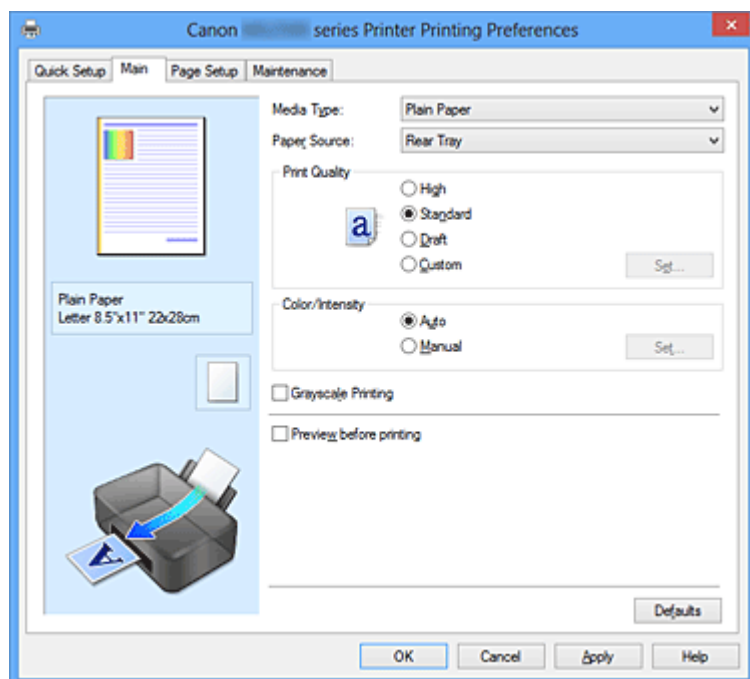 Canon series Printer Printing Preferences
Quick Setup Main Page Setup Maintenance
Media Type: Plain Paper
Paper Source: Rear Tray
Print Quality
High
a Standard
Draft
Custom Set...
Plain Paper
Letter 8.5"x11" 22x28cm
Color/Intensity
Auto
Manual Set...
Grayscale Printing
Preview before printing
A
Defaults
OK Cancel Apply Help